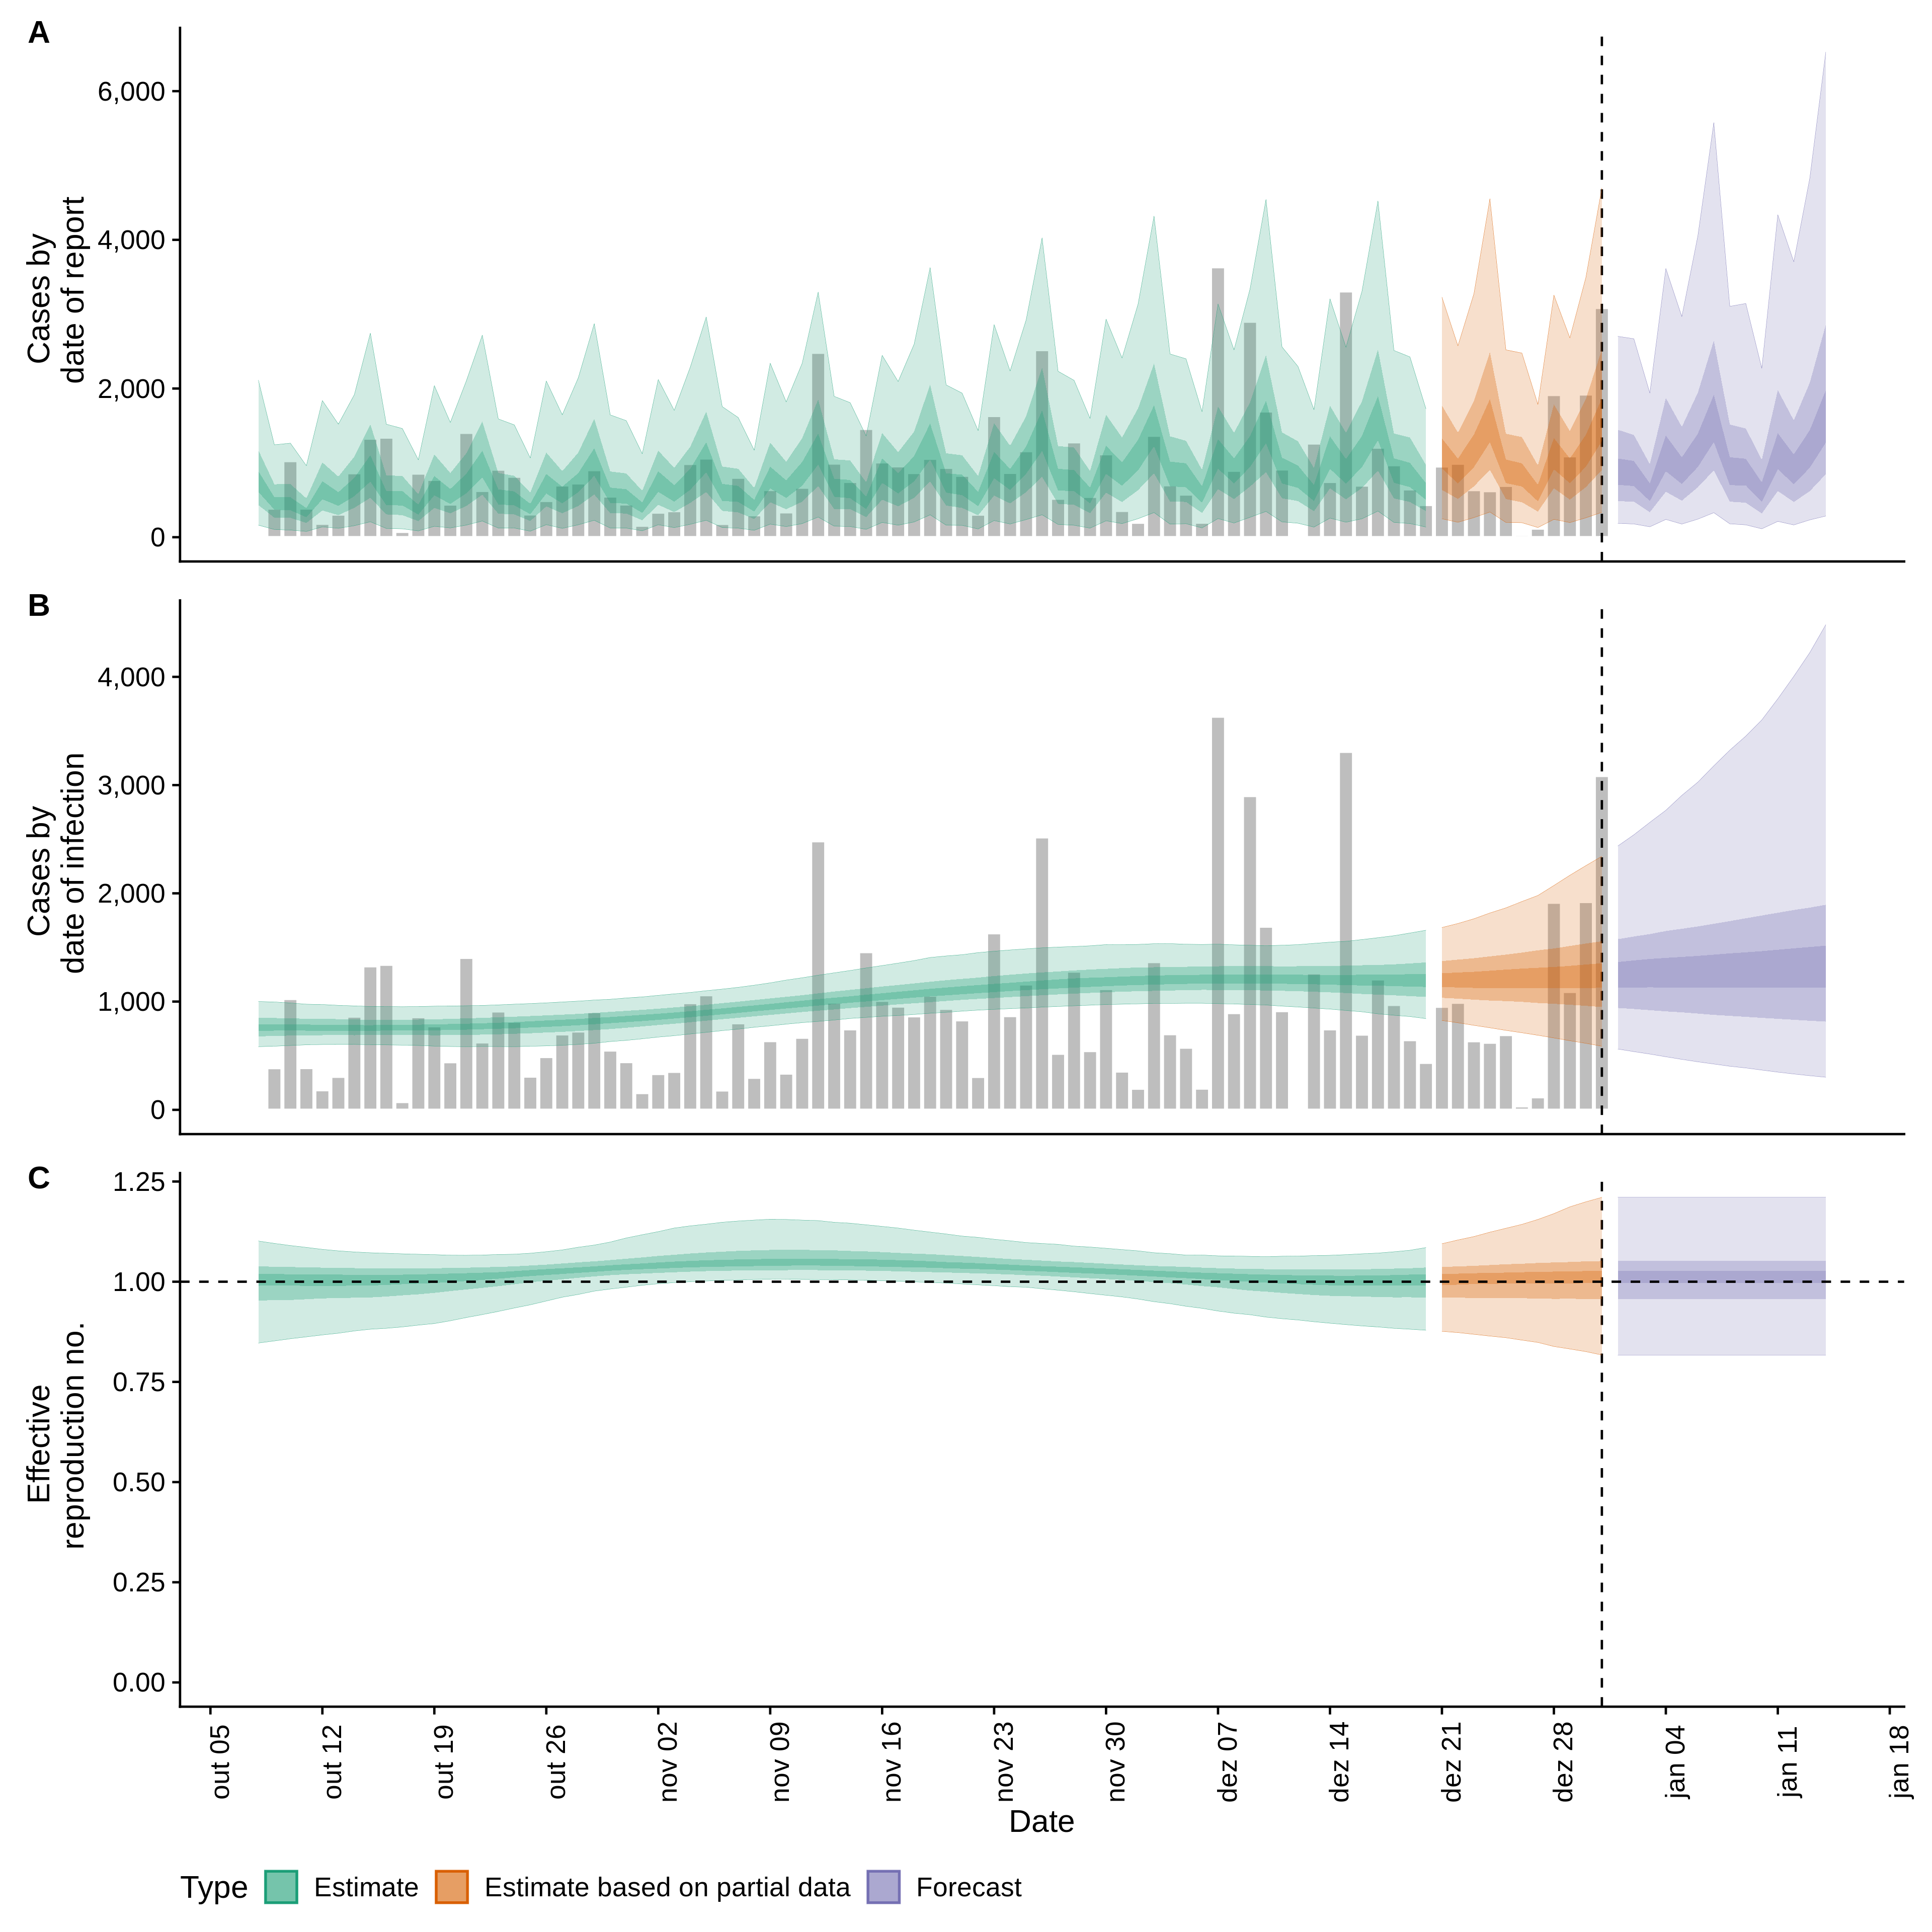 A
Cases by
date of report
6,000
4,000
2,000
0
B
Cases by
date of infection
4,000
3,000
2,000
1,000
0
C
Effective
reproduction no.
1.25
1.00
0.75
0.50
0.25
0.00
out 05
out 12
out 19
out 26
nov 02
nov 09
nov 16
nov 23
nov 30
dez 07
dez 14
dez 21
dez 28
jan 04
jan 11
jan 18
Date
Type Estimate Estimate based on partial data Forecast